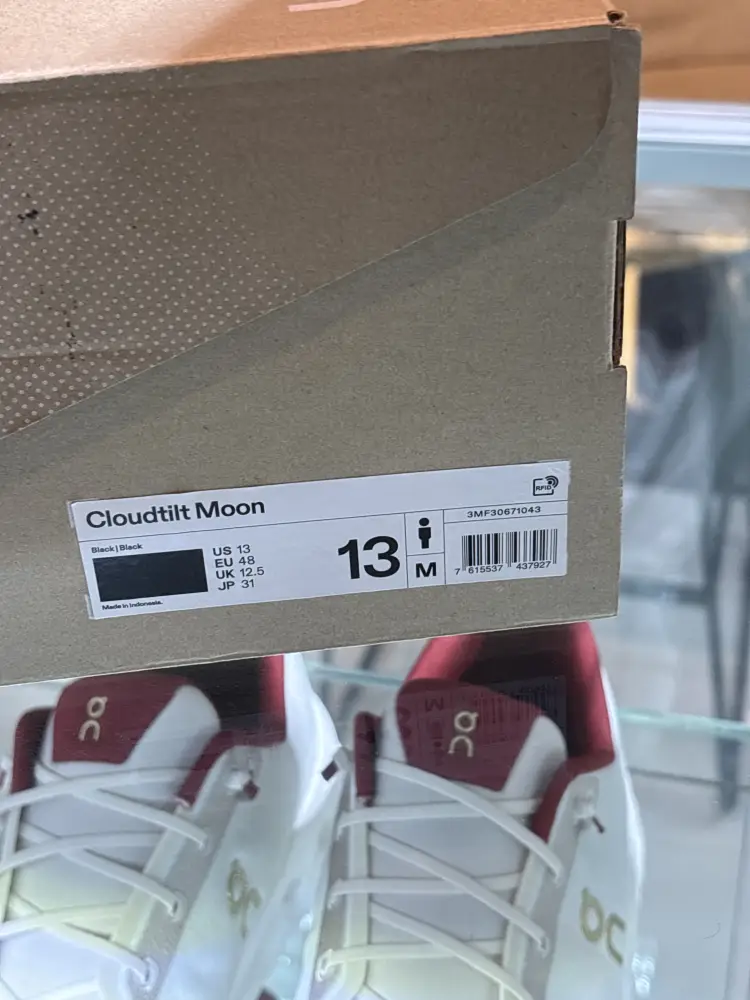 Cloudtilt Moon
RFID
3MF30671043
Black|Black
US 13
EU 48
UK 12.5
JP 31
13
M
7 615537 437927
Made in Indonesia.